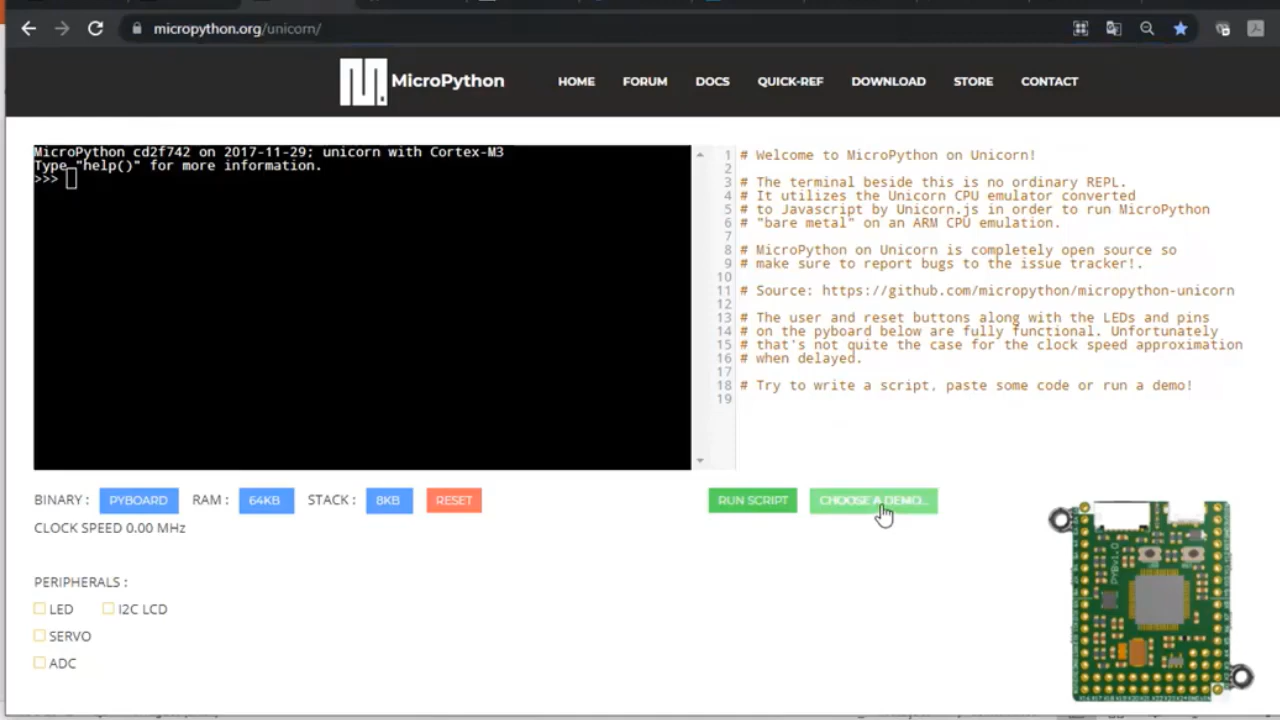 micropython.org/unicorn/
MicroPython
HOME
FORUM
DOCS
QUICK-REF
DOWNLOAD
STORE
CONTACT
MicroPython cd2f742 on 2017-11-29; unicorn with Cortex-M3
Type "help()" for more information.
>>>
1 # Welcome to MicroPython on Unicorn!
2
3 # The terminal beside this is no ordinary REPL.
4 # It utilizes the Unicorn CPU emulator converted
5 # to Javascript by Unicorn.js in order to run MicroPython
6 # "bare metal" on an ARM CPU emulation.
7
8 # MicroPython on Unicorn is completely open source so
9 # make sure to report bugs to the issue tracker!.
10
11 # Source: https://github.com/micropython/micropython-unicorn
12
13 # The user and reset buttons along with the LEDs and pins
14 # on the pyboard below are fully functional. Unfortunately
15 # that's not quite the case for the clock speed approximation
16 # when delayed.
17
18 # Try to write a script, paste some code or run a demo!
19
BINARY : PYBOARD RAM : 64KB STACK : 8KB RESET
RUN SCRIPT CHOOSE A DEMO...
CLOCK SPEED 0.00 MHz
PERIPHERALS :
LED I2C LCD
SERVO
ADC
PYBv1.0